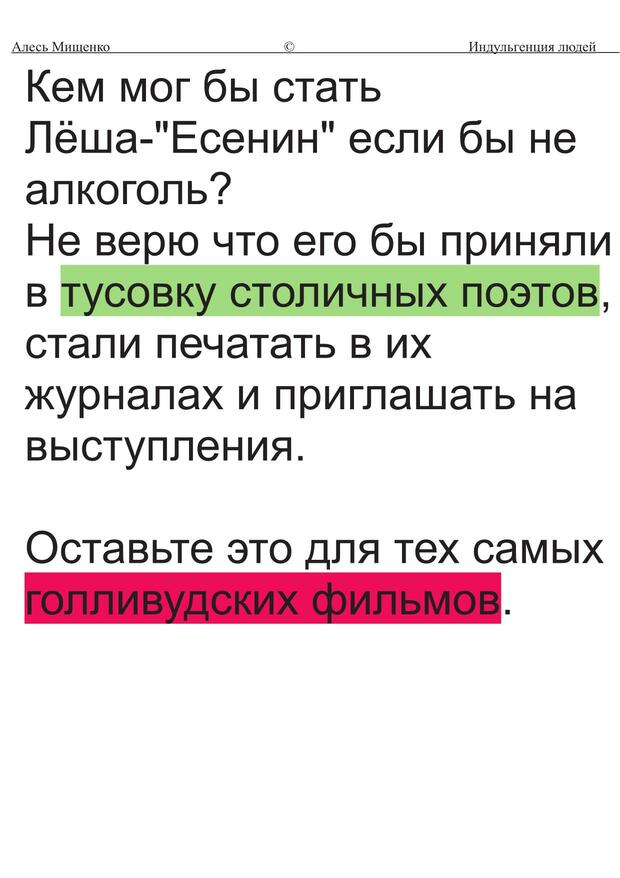 Алесь Мищенко © Индульгенция людей
Кем мог бы стать
Лёша-"Есенин" если бы не
алкоголь?
Не верю что его бы приняли
в тусовку столичных поэтов,
стали печатать в их
журналах и приглашать на
выступления.
Оставьте это для тех самых
голливудских фильмов.